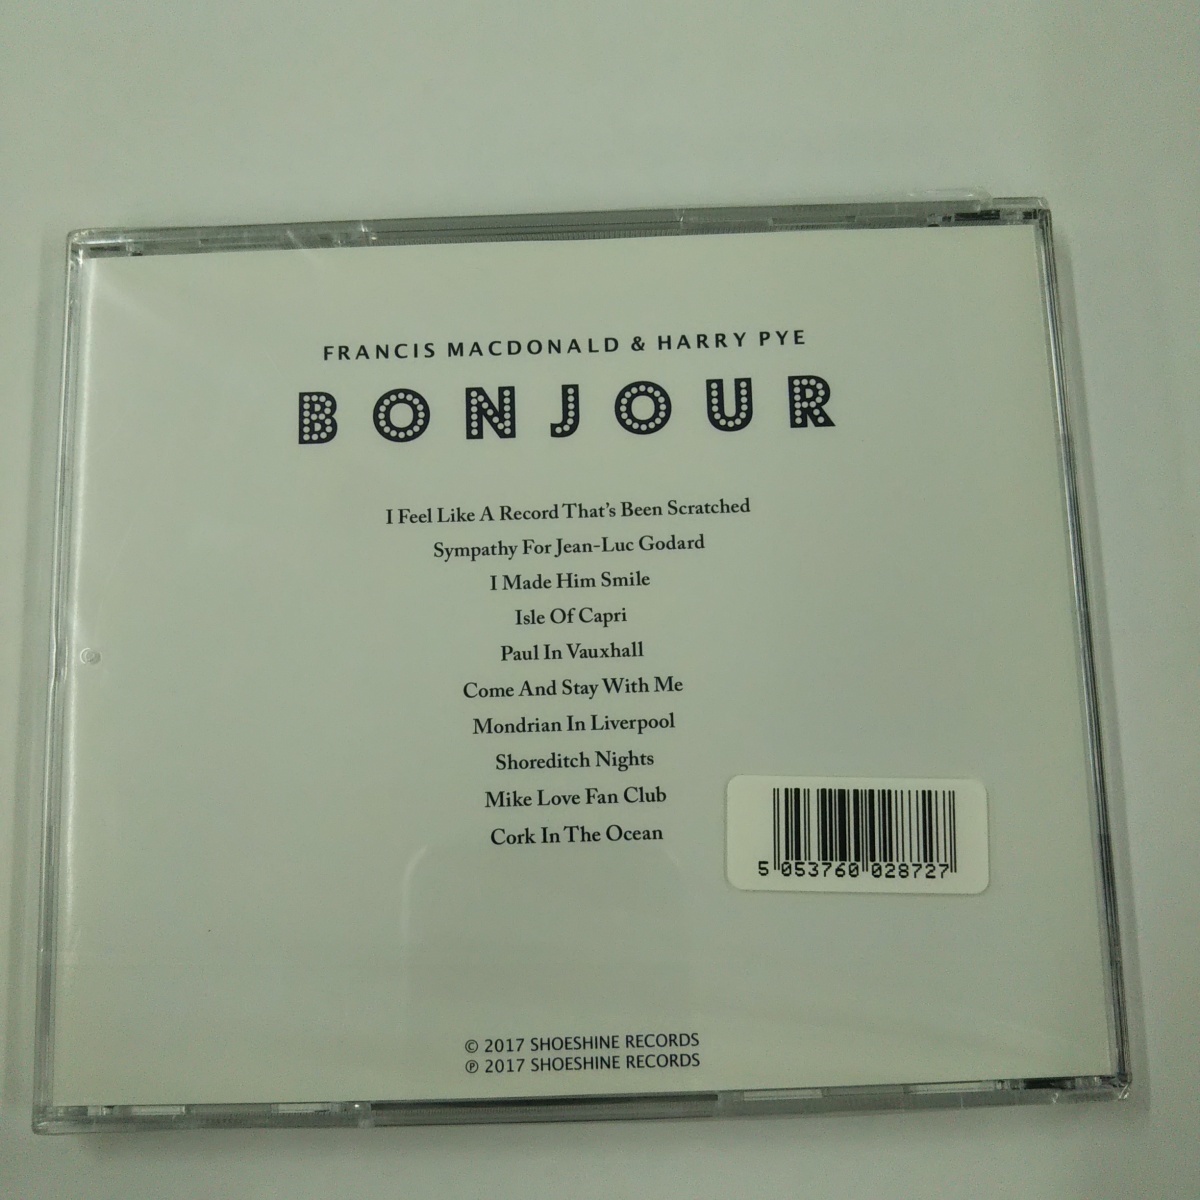 FRANCIS MACDONALD & HARRY PYE
BONJOUR
I Feel Like A Record That's Been Scratched
Sympathy For Jean-Luc Godard
I Made Him Smile
Isle Of Capri
Paul In Vauxhall
Come And Stay With Me
Mondrian In Liverpool
Shoreditch Nights
Mike Love Fan Club
Cork In The Ocean
5 053760 028727
© 2017 SHOESHINE RECORDS
℗ 2017 SHOESHINE RECORDS